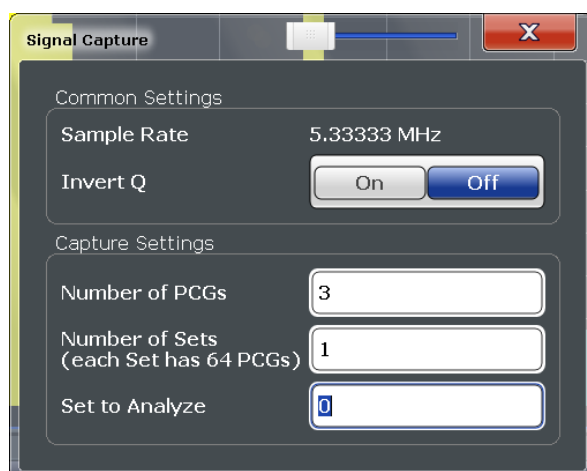 Signal Capture
X
Common Settings
Sample Rate 5.33333 MHz
Invert Q On Off
Capture Settings
Number of PCGs 3
Number of Sets
(each Set has 64 PCGs) 1
Set to Analyze 0